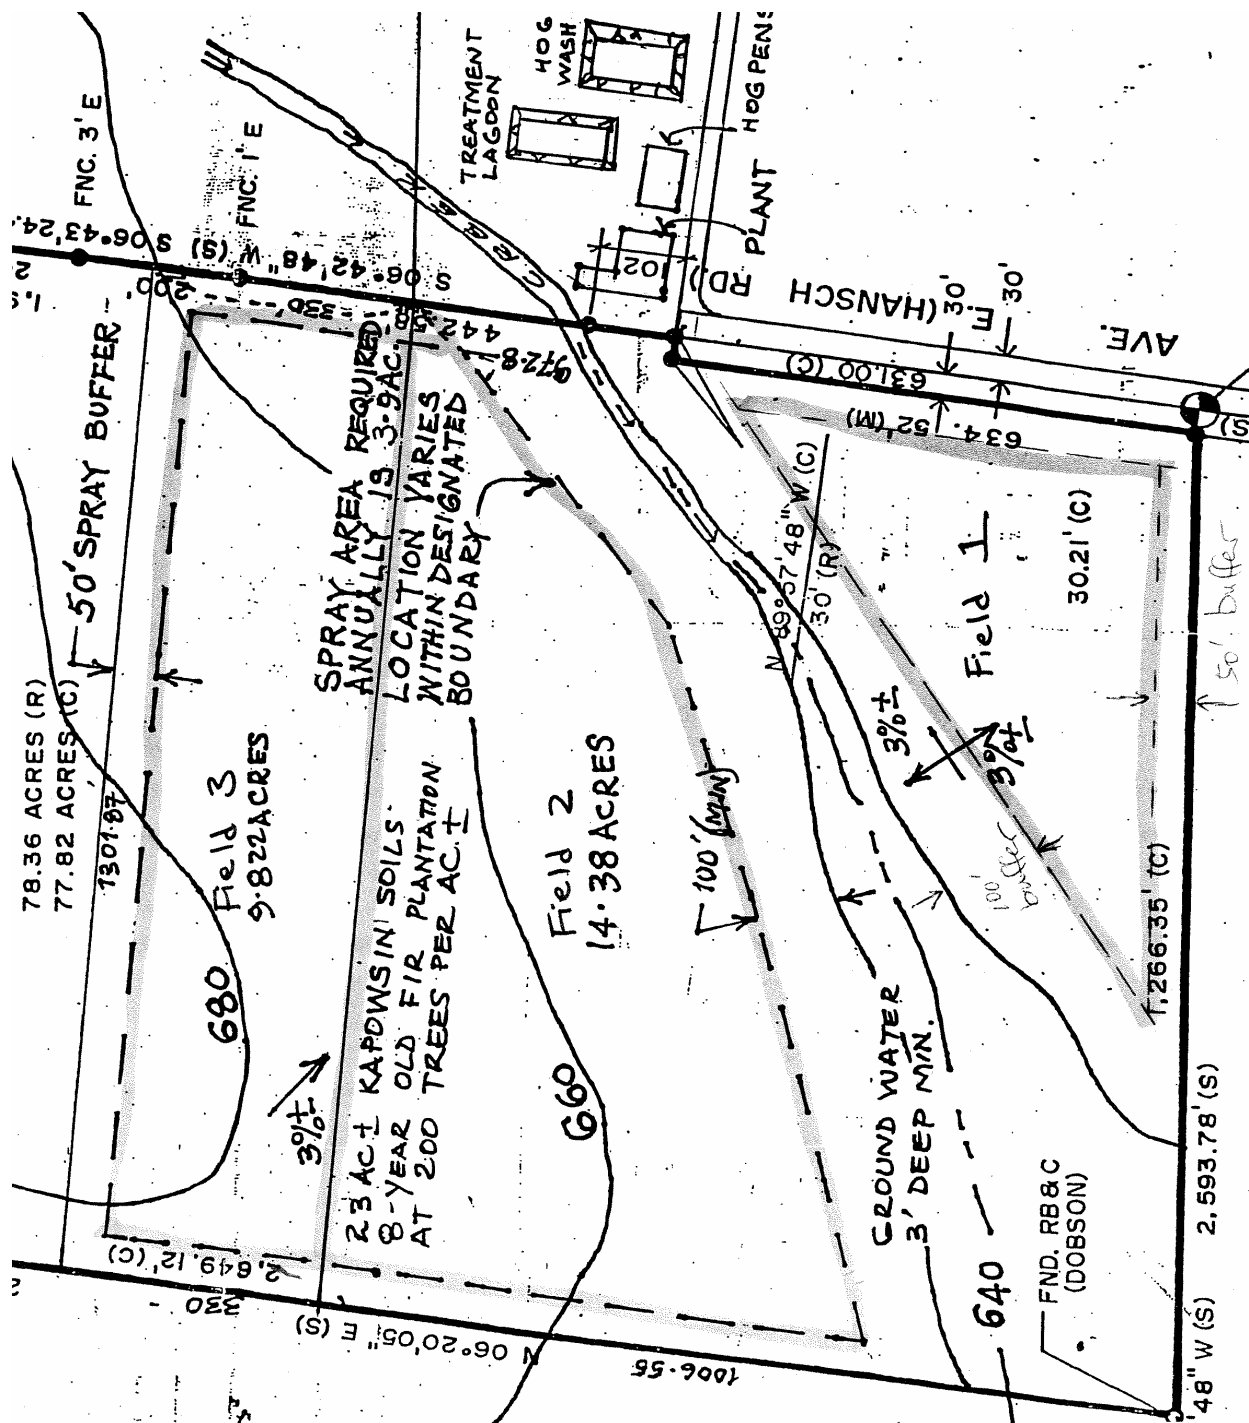 FNC. 3' E
FNC. 1' E
S 06°43'24.
S 06°42'48" W (S)
200'
330'
442
972.8
TREATMENT
LAGOON
HOG
WASH
HOGPENS
PLANT
CREEK
102
E. (HANSCH RD.)
AVE.
30'
30'
631.00 (C)
634.52' (M)
50' SPRAY BUFFER
78.36 ACRES (R)
77.82 ACRES (C)
1301.87
SPRAY AREA REQUIRED
ANNUALLY IS 3.9AC.
LOCATION VARIES
WITHIN DESIGNATED
BOUNDARY
N 89°57'48" W (C)
30' (R)
Field 1
30.21' (C)
50' buffer
3%±
3%±
100'
buffer
1,266.35' (C)
Field 3
9.822 ACRES
Field 2
14.38 ACRES
100' (MIN)
680
660
640
3%±
23 AC.± KAPOWSIN SOILS
8-YEAR OLD FIR PLANTATION
AT 200 TREES PER AC.±
GROUND WATER
3' DEEP MIN.
2,649.12' (C)
330
N 06°20'05" E (S)
1006.55
FND. RB&C
(DOBSON)
2,593.78' (S)
'48" W (S)
(S)